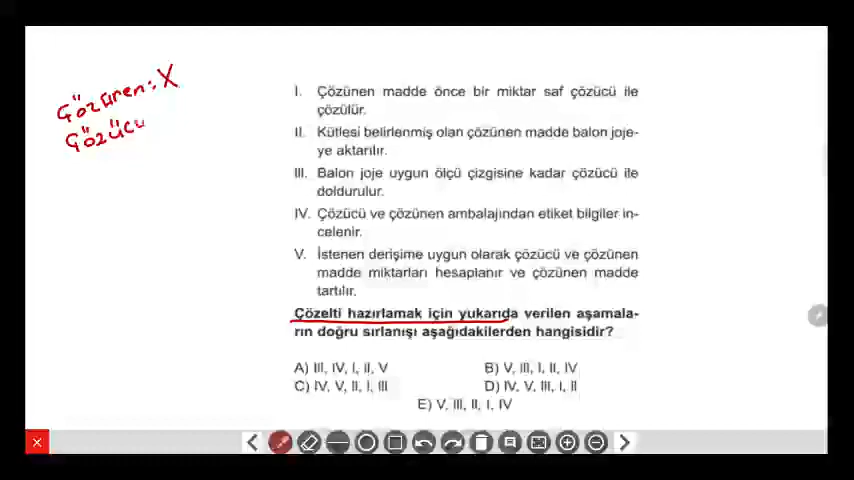 Çözüren: X
Çözücü
I. Çözünen madde önce bir miktar saf çözücü ile
çözülür.
II. Kütlesi belirlenmiş olan çözünen madde balon joje-
ye aktarılır.
III. Balon joje uygun ölçü çizgisine kadar çözücü ile
doldurulur.
IV. Çözücü ve çözünen ambalajından etiket bilgiler in-
celenir.
V. İstenen derişime uygun olarak çözücü ve çözünen
madde miktarları hesaplanır ve çözünen madde
tartılır.
Çözelti hazırlamak için yukarıda verilen aşamala-
rın doğru sırlanışı aşağıdakilerden hangisidir?
A) III, IV, I, II, V B) V, III, I, II, IV
C) IV, V, II, I, III D) IV, V, III, I, II
E) V, III, II, I, IV